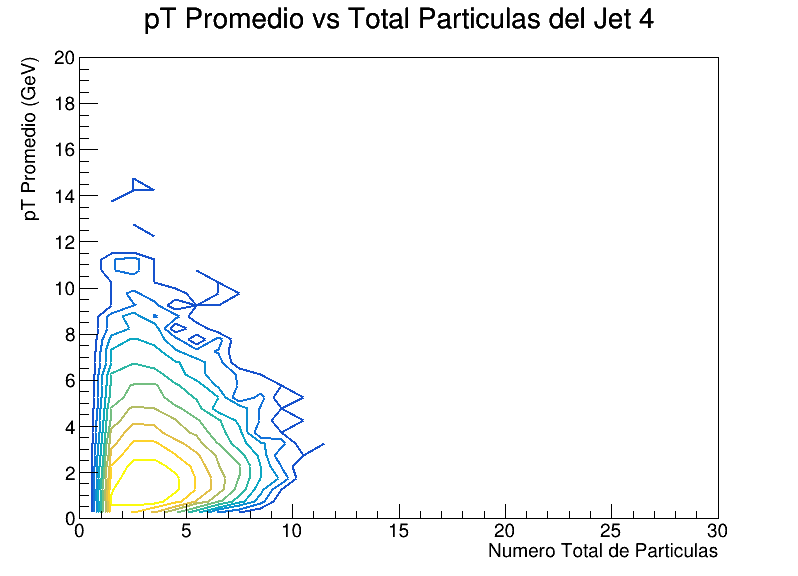 pT Promedio vs Total Particulas del Jet 4
pT Promedio (GeV)
20
18
16
14
12
10
8
6
4
2
0
0 5 10 15 20 25 30
Numero Total de Particulas